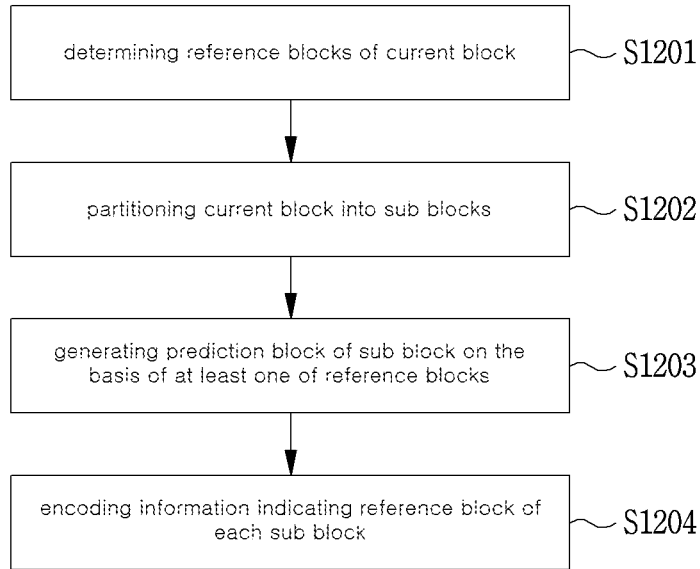 determining reference blocks of current block
S1201
partitioning current block into sub blocks
S1202
generating prediction block of sub block on the
basis of at least one of reference blocks
S1203
encoding information indicating reference block of
each sub block
S1204